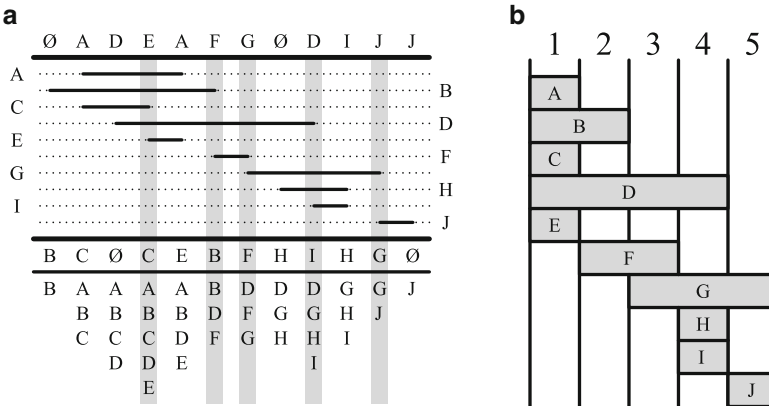 a
Ø A D E A F G Ø D I J J
A
B
C
D
E
F
G
H
I
J
B C Ø C E B F H I H G Ø
B A A A A B D D D G G J
B B B B D F G G H J
C C C D F G H H I
D D E I
E
b
1 2 3 4 5
A
B
C
D
E
F
G
H
I
J